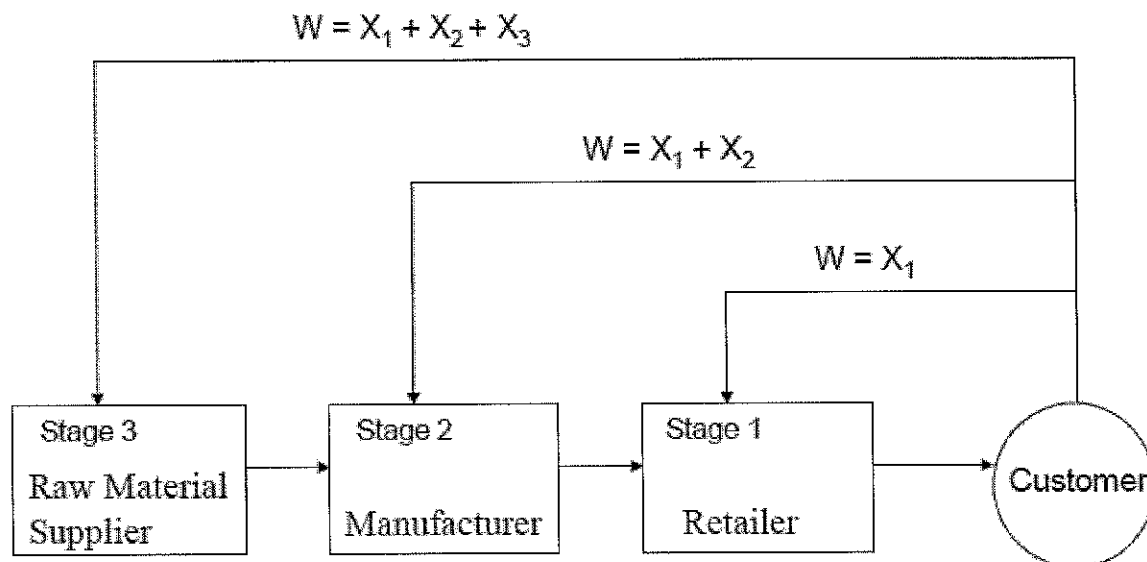 W = X₁ + X₂ + X₃
W = X₁ + X₂
W = X₁
Stage 3
Raw Material
Supplier
Stage 2
Manufacturer
Stage 1
Retailer
Customer